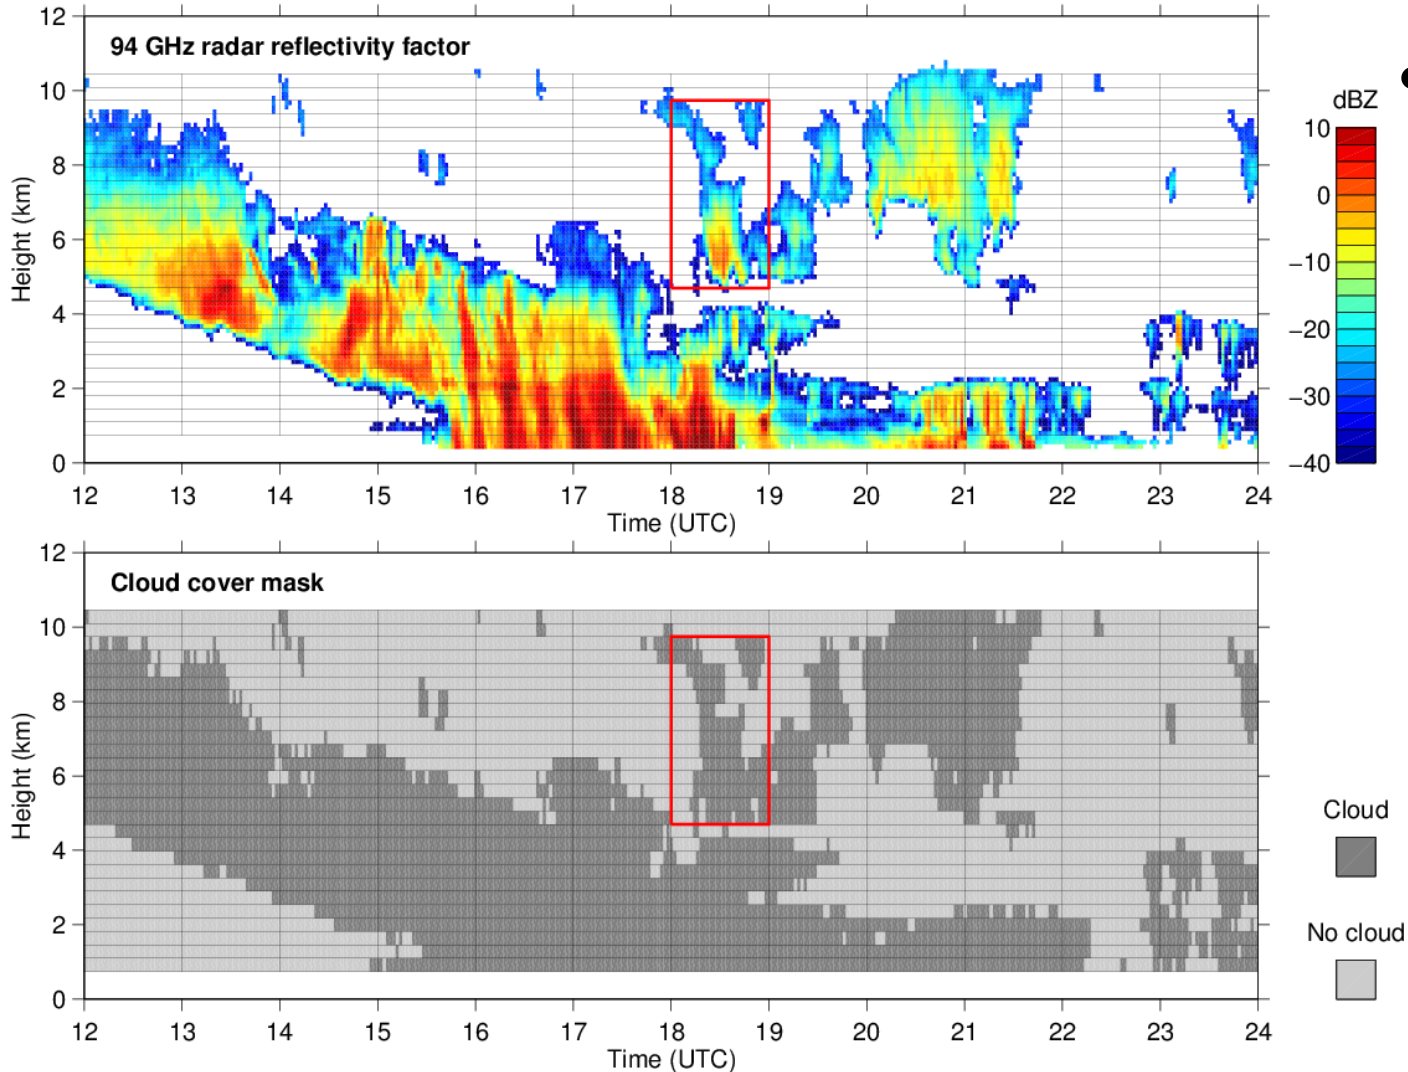 94 GHz radar reflectivity factor
12
10
8
6
4
2
0
Height (km)
12 13 14 15 16 17 18 19 20 21 22 23 24
Time (UTC)
dBZ
10
0
−10
−20
−30
−40
Cloud cover mask
12
10
8
6
4
2
0
Height (km)
12 13 14 15 16 17 18 19 20 21 22 23 24
Time (UTC)
Cloud
No cloud